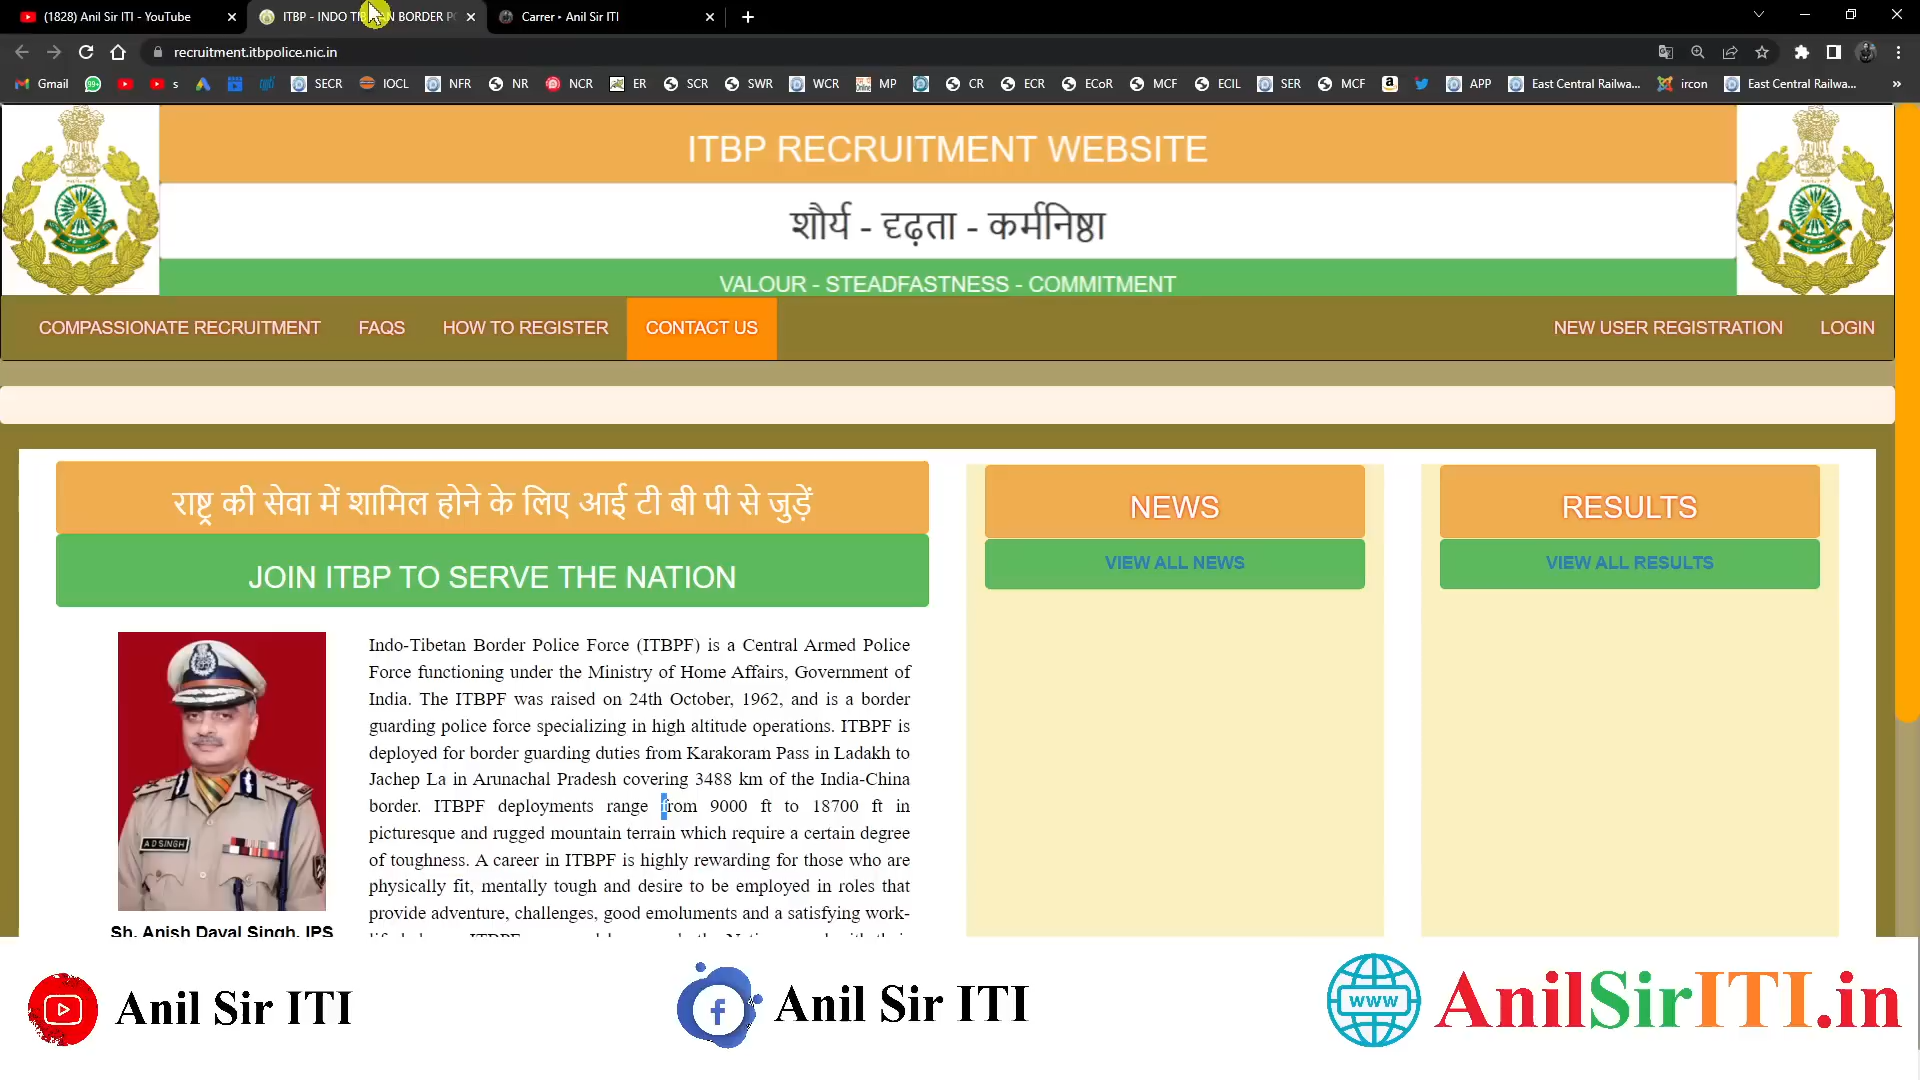 (1828) Anil Sir ITI - YouTube
ITBP - INDO TIBETAN BORDER PO
Carrer • Anil Sir ITI
recruitment.itbpolice.nic.in
Gmail
99+
s
SECR
IOCL
NFR
NR
NCR
ER
SCR
SWR
WCR
MP
CR
ECR
ECoR
MCF
ECIL
SER
MCF
APP
East Central Railwa...
ircon
East Central Railwa...
»
ITBP RECRUITMENT WEBSITE
शौर्य - दृढ़ता - कर्मनिष्ठा
VALOUR - STEADFASTNESS - COMMITMENT
COMPASSIONATE RECRUITMENT
FAQS
HOW TO REGISTER
CONTACT US
NEW USER REGISTRATION
LOGIN
राष्ट्र की सेवा में शामिल होने के लिए आई टी बी पी से जुड़ें
JOIN ITBP TO SERVE THE NATION
NEWS
VIEW ALL NEWS
RESULTS
VIEW ALL RESULTS
Indo-Tibetan Border Police Force (ITBPF) is a Central Armed Police
Force functioning under the Ministry of Home Affairs, Government of
India. The ITBPF was raised on 24th October, 1962, and is a border
guarding police force specializing in high altitude operations. ITBPF is
deployed for border guarding duties from Karakoram Pass in Ladakh to
Jachep La in Arunachal Pradesh covering 3488 km of the India-China
border. ITBPF deployments range from 9000 ft to 18700 ft in
picturesque and rugged mountain terrain which require a certain degree
of toughness. A career in ITBPF is highly rewarding for those who are
physically fit, mentally tough and desire to be employed in roles that
provide adventure, challenges, good emoluments and a satisfying work-
A D SINGH
Sh. Anish Dayal Singh, IPS
Anil Sir ITI
Anil Sir ITI
www
AnilSirITI.in